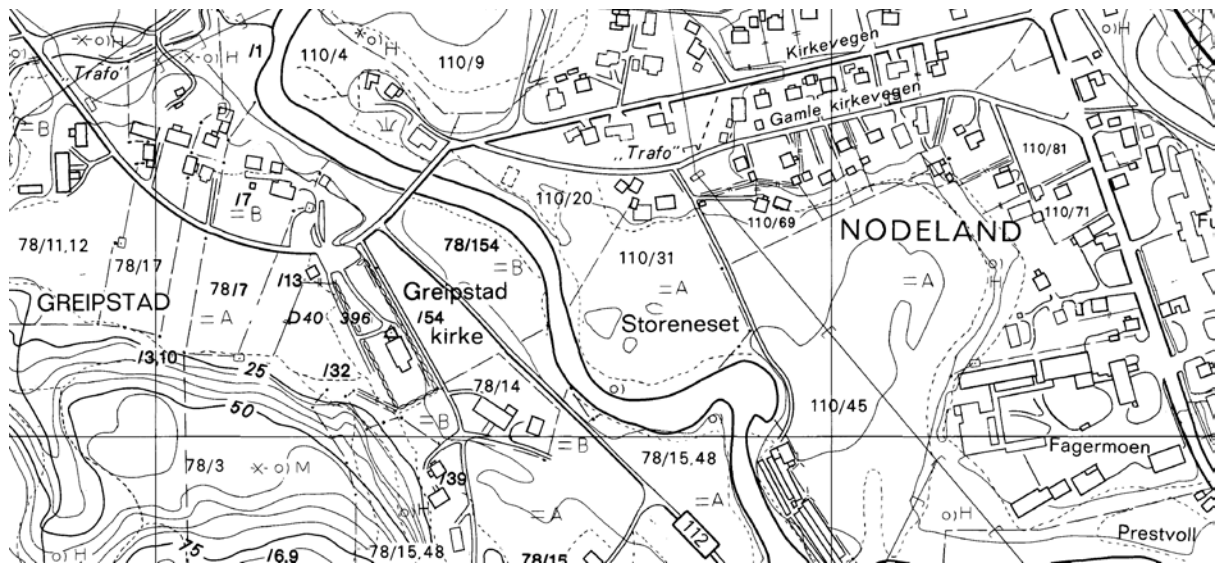 Kirkevegen
Gamle kirkevegen
„Trafo"
/1
110/4
110/9
H
H
H
H
Trafo"
110/81
B
/7
B
110/20
110/69
110/71
NODELAND
78/11,12
78/17
78/154
B
110/31
78/7
/13
GREIPSTAD
A
D40 396
Greipstad
/54
kirke
A
Storeneset
A
H
/3,10
25
/32
78/14
50
B
B
110/45
Fagermoen
78/3
M
/39
78/15,48
A
A
H
H
Prestvoll
H
75
/6,9
78/15,48
78/15
112